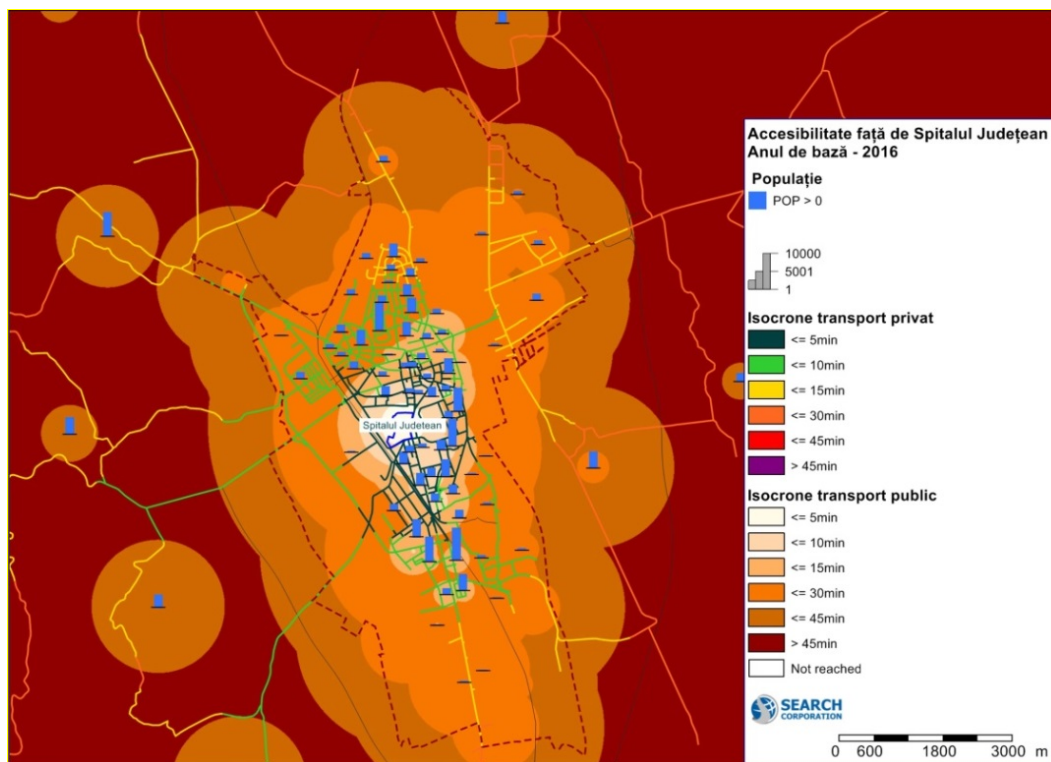 Spitalul Judetean
Accesibilitate față de Spitalul Județean
Anul de bază - 2016
Populație
POP > 0
10000
5001
1
Isocrone transport privat
<= 5min
<= 10min
<= 15min
<= 30min
<= 45min
> 45min
Isocrone transport public
<= 5min
<= 10min
<= 15min
<= 30min
<= 45min
> 45min
Not reached
SEARCH
CORPORATION
0 600 1800 3000 m